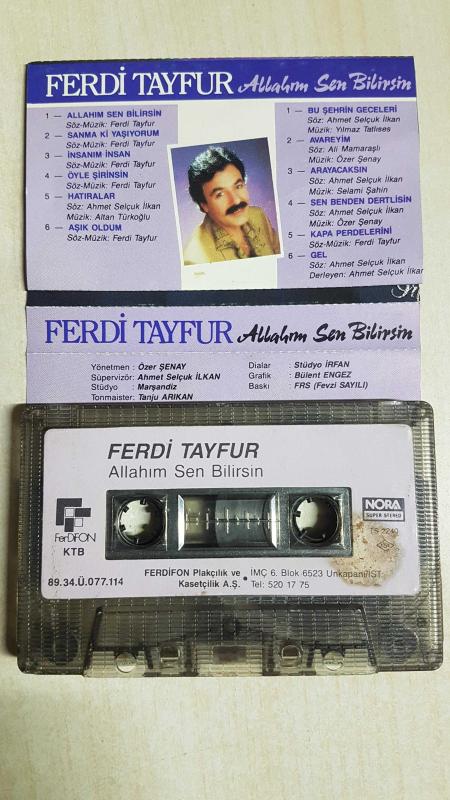 FERDİ TAYFUR Allahım Sen Bilirsin
1 — ALLAHIM SEN BİLİRSİN
Söz-Müzik: Ferdi Tayfur
2 — SANMA Kİ YAŞIYORUM
Söz-Müzik: Ferdi Tayfur
3 — İNSANIM İNSAN
Söz-Müzik: Ferdi Tayfur
4 — ÖYLE ŞİRİNSİN
Söz-Müzik: Ferdi Tayfur
5 — HATIRALAR
Söz: Ahmet Selçuk İlkan
Müzik: Altan Türkoğlu
6 — AŞIK OLDUM
Söz-Müzik: Ferdi Tayfur
1 — BU ŞEHRİN GECELERİ
Söz: Ahmet Selçuk İlkan
Müzik: Yılmaz Tatlıses
2 — AVAREYİM
Söz: Ali Mamaraşlı
Müzik: Özer Şenay
3 — ARAYACAKSIN
Söz: Ahmet Selçuk İlkan
Müzik: Selami Şahin
4 — SEN BENDEN DERTLİSİN
Söz: Ahmet Selçuk İlkan
Müzik: Özer Şenay
5 — KAPA PERDELERİNİ
Söz-Müzik: Ferdi Tayfur
6 — GEL
Söz: Ahmet Selçuk İlkan
Derleyen: Ahmet Selçuk İlkan
FERDİ TAYFUR Allahım Sen Bilirsin
Yönetmen : Özer ŞENAY
Süpervizör: Ahmet Selçuk İLKAN
Stüdyo : Marşandiz
Tonmaister: Tanju ARIKAN
Dialar : Stüdyo İRFAN
Grafik : Bülent ENGEZ
Baskı : FRS (Fevzi SAYILI)
FERDİ TAYFUR
Allahım Sen Bilirsin
FerDİFON
KTB
89.34.Ü.077.114
NORA
SUPER STEREO
TS 2240
FERDİFON Plakçılık ve • İMÇ 6. Blok 6523 Unkapanı/İST.
Kasetçilik A.Ş. Tel: 520 17 75